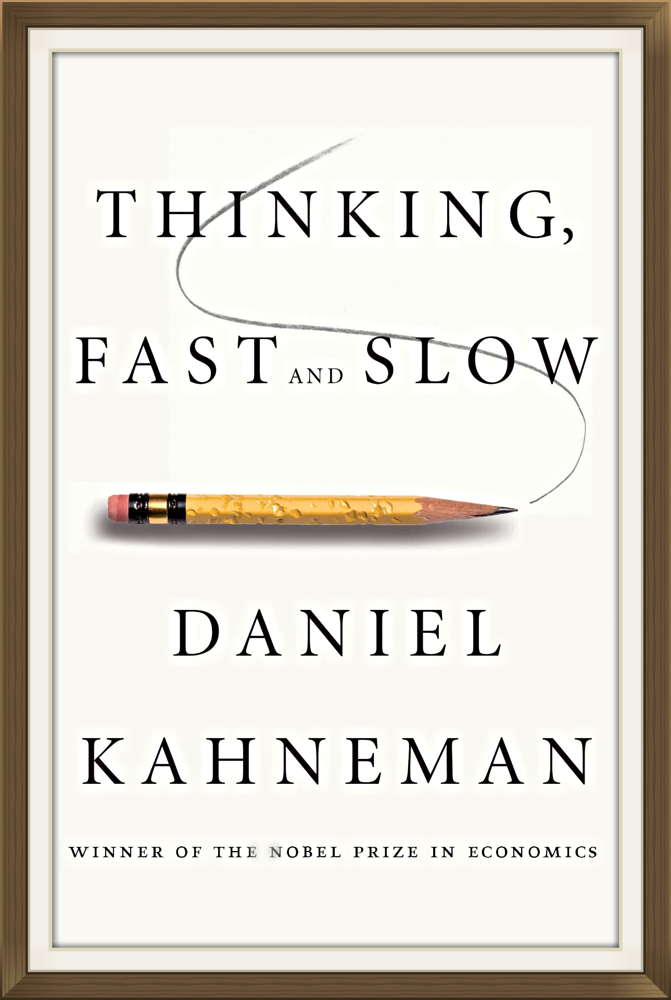 THINKING,
FAST AND SLOW
DANIEL
KAHNEMAN
WINNER OF THE NOBEL PRIZE IN ECONOMICS